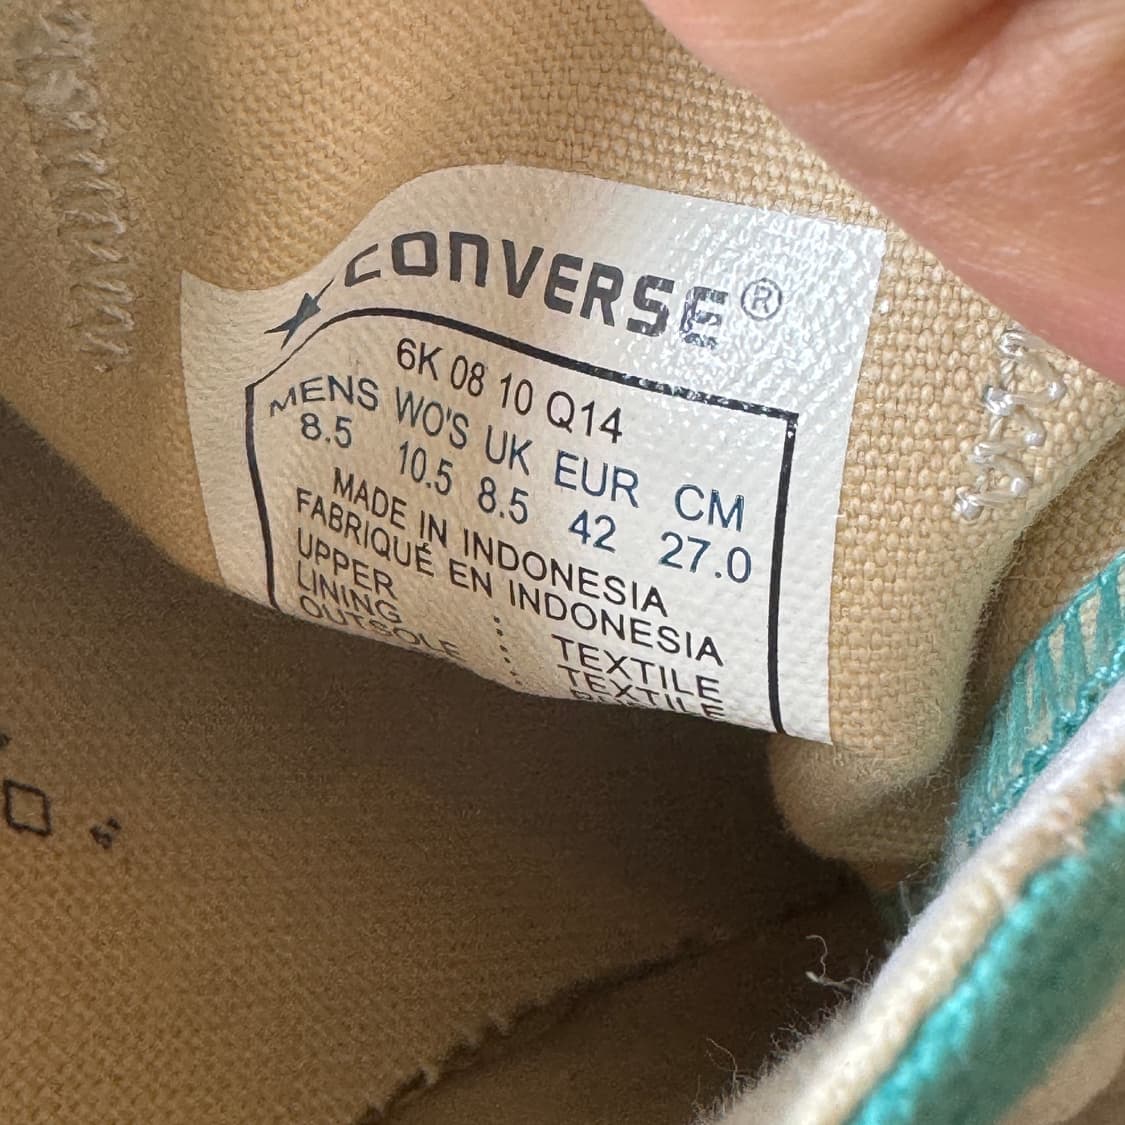 CONVERSE®
6K 08 10 Q14
MENS WO'S UK EUR CM
8.5 10.5 8.5 42 27.0
MADE IN INDONESIA
FABRIQUÉ EN INDONESIA
UPPER : TEXTILE
LINING : TEXTILE
OUTSOLE :